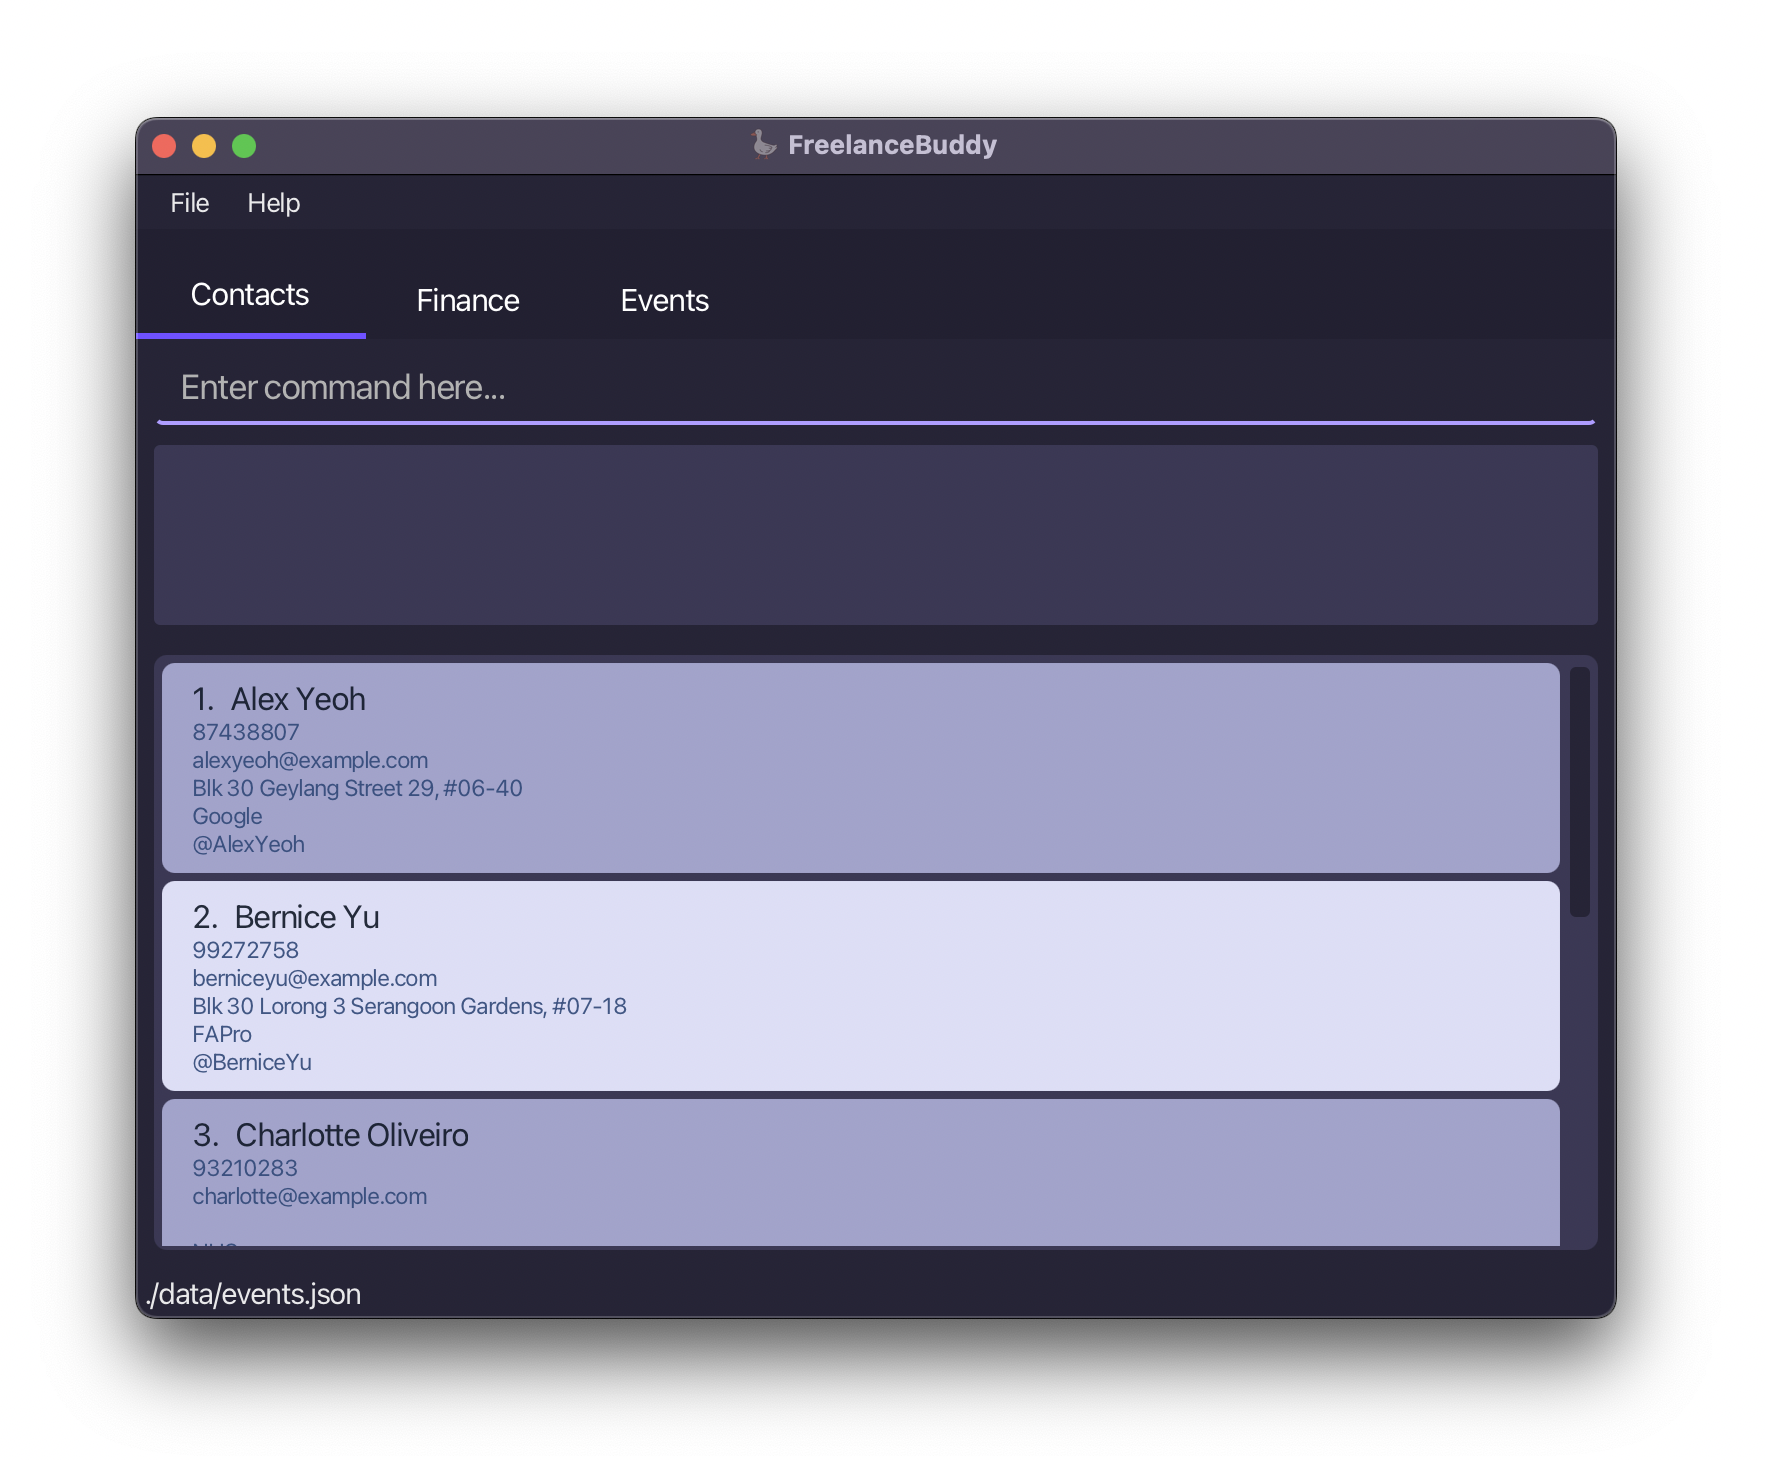 FreelanceBuddy
File Help
Contacts Finance Events
Enter command here...
1. Alex Yeoh
87438807
alexyeoh@example.com
Blk 30 Geylang Street 29, #06-40
Google
@AlexYeoh
2. Bernice Yu
99272758
berniceyu@example.com
Blk 30 Lorong 3 Serangoon Gardens, #07-18
FAPro
@BerniceYu
3. Charlotte Oliveiro
93210283
charlotte@example.com
./data/events.json